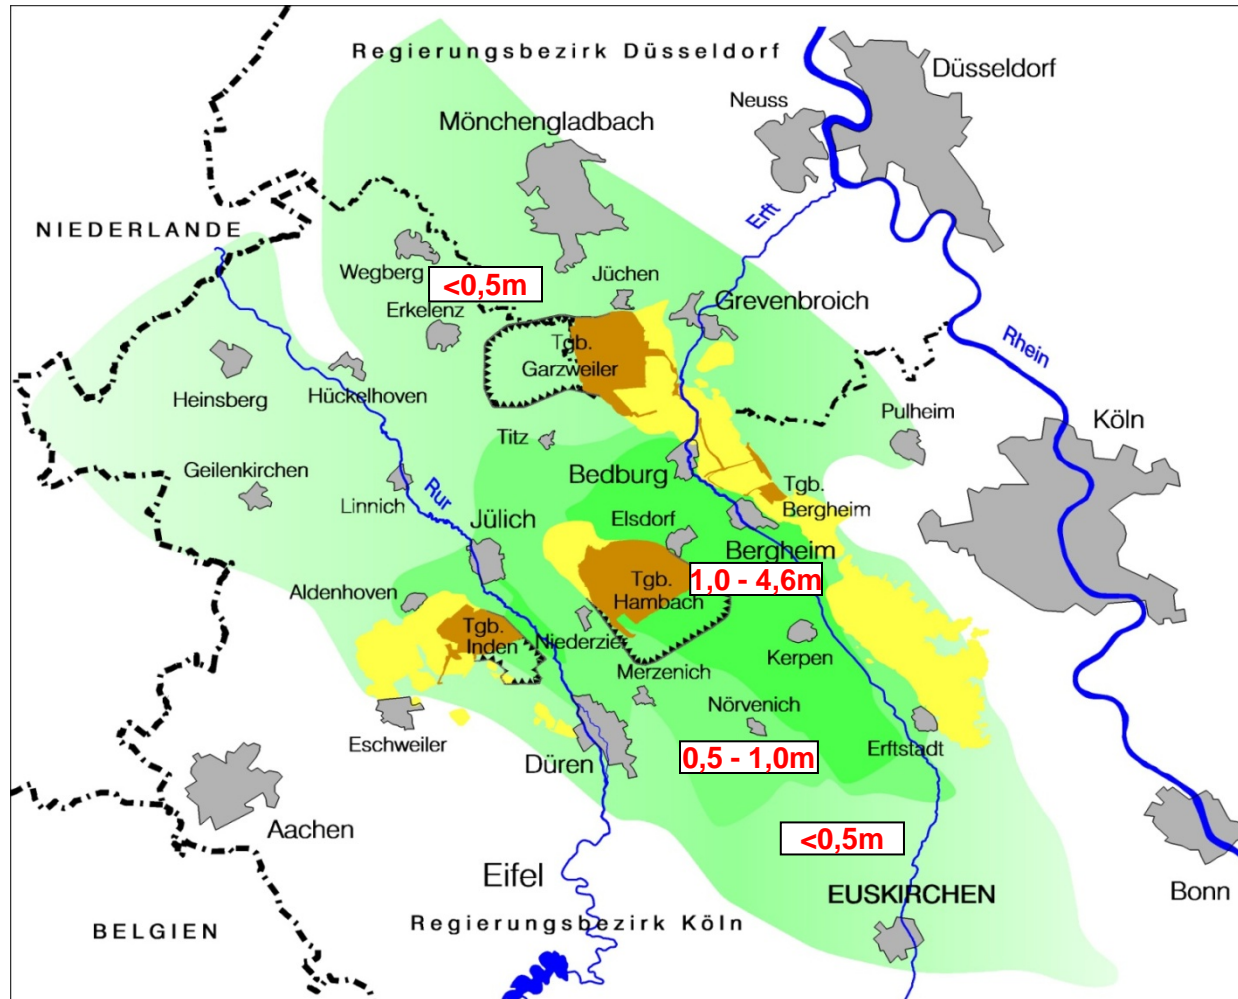 Regierungsbezirk Düsseldorf
Düsseldorf
Neuss
Mönchengladbach
Erft
NIEDERLANDE
Wegberg
<0,5m
Jüchen
Grevenbroich
Erkelenz
Rhein
Tgb.
Garzweiler
Heinsberg
Hückelhoven
Pulheim
Köln
Titz
Geilenkirchen
Linnich
Bedburg
Rur
Tgb.
Bergheim
Jülich
Elsdorf
Bergheim
1,0 - 4,6m
Tgb.
Hambach
Aldenhoven
Tgb.
Inden
Niederzier
Merzenich
Kerpen
Nörvenich
Eschweiler
Düren
0,5 - 1,0m
Erftstadt
Aachen
<0,5m
Eifel
EUSKIRCHEN
Bonn
Regierungsbezirk Köln
BELGIEN